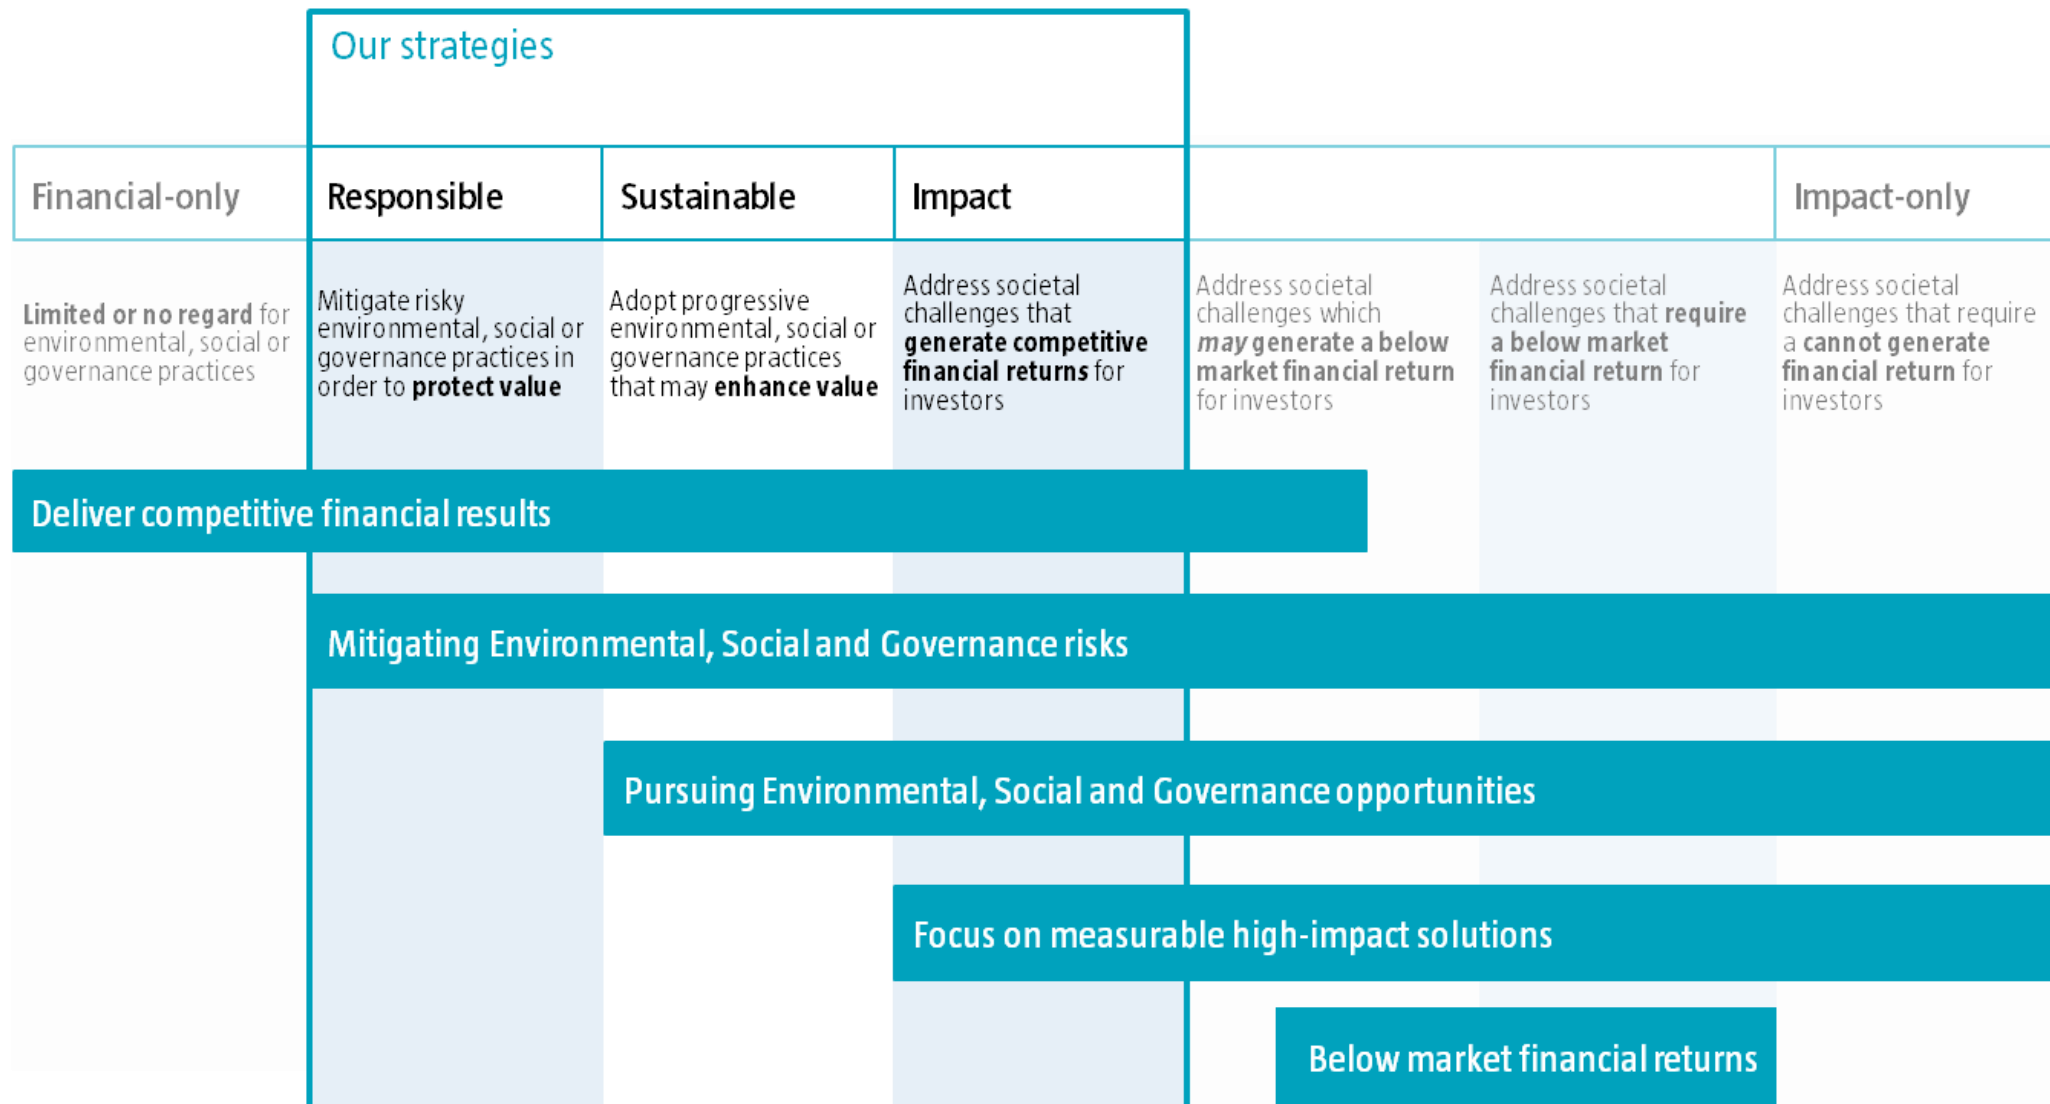 Our strategies
Financial-only
Responsible
Sustainable
Impact
Impact-only
Limited or no regard for
environmental, social or
governance practices
Mitigate risky
environmental, social or
governance practices in
order to protect value
Adopt progressive
environmental, social or
governance practices
that may enhance value
Address societal
challenges that
generate competitive
financial returns for
investors
Address societal
challenges which
may generate a below
market financial return
for investors
Address societal
challenges that require
a below market
financial return for
investors
Address societal
challenges that require
a cannot generate
financial return for
investors
Deliver competitive financial results
Mitigating Environmental, Social and Governance risks
Pursuing Environmental, Social and Governance opportunities
Focus on measurable high-impact solutions
Below market financial returns